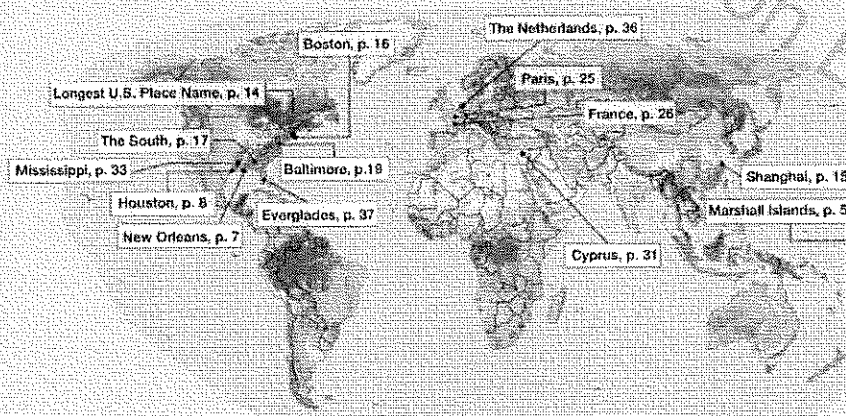 The Netherlands, p. 36
Boston, p. 16
Paris, p. 25
Longest U.S. Place Name, p. 14
France, p. 26
The South, p. 17
Mississippi, p. 33
Baltimore, p.19
Shanghai, p. 15
Houston, p. 8
Marshall Islands, p. 5
Everglades, p. 37
New Orleans, p. 7
Cyprus, p. 31